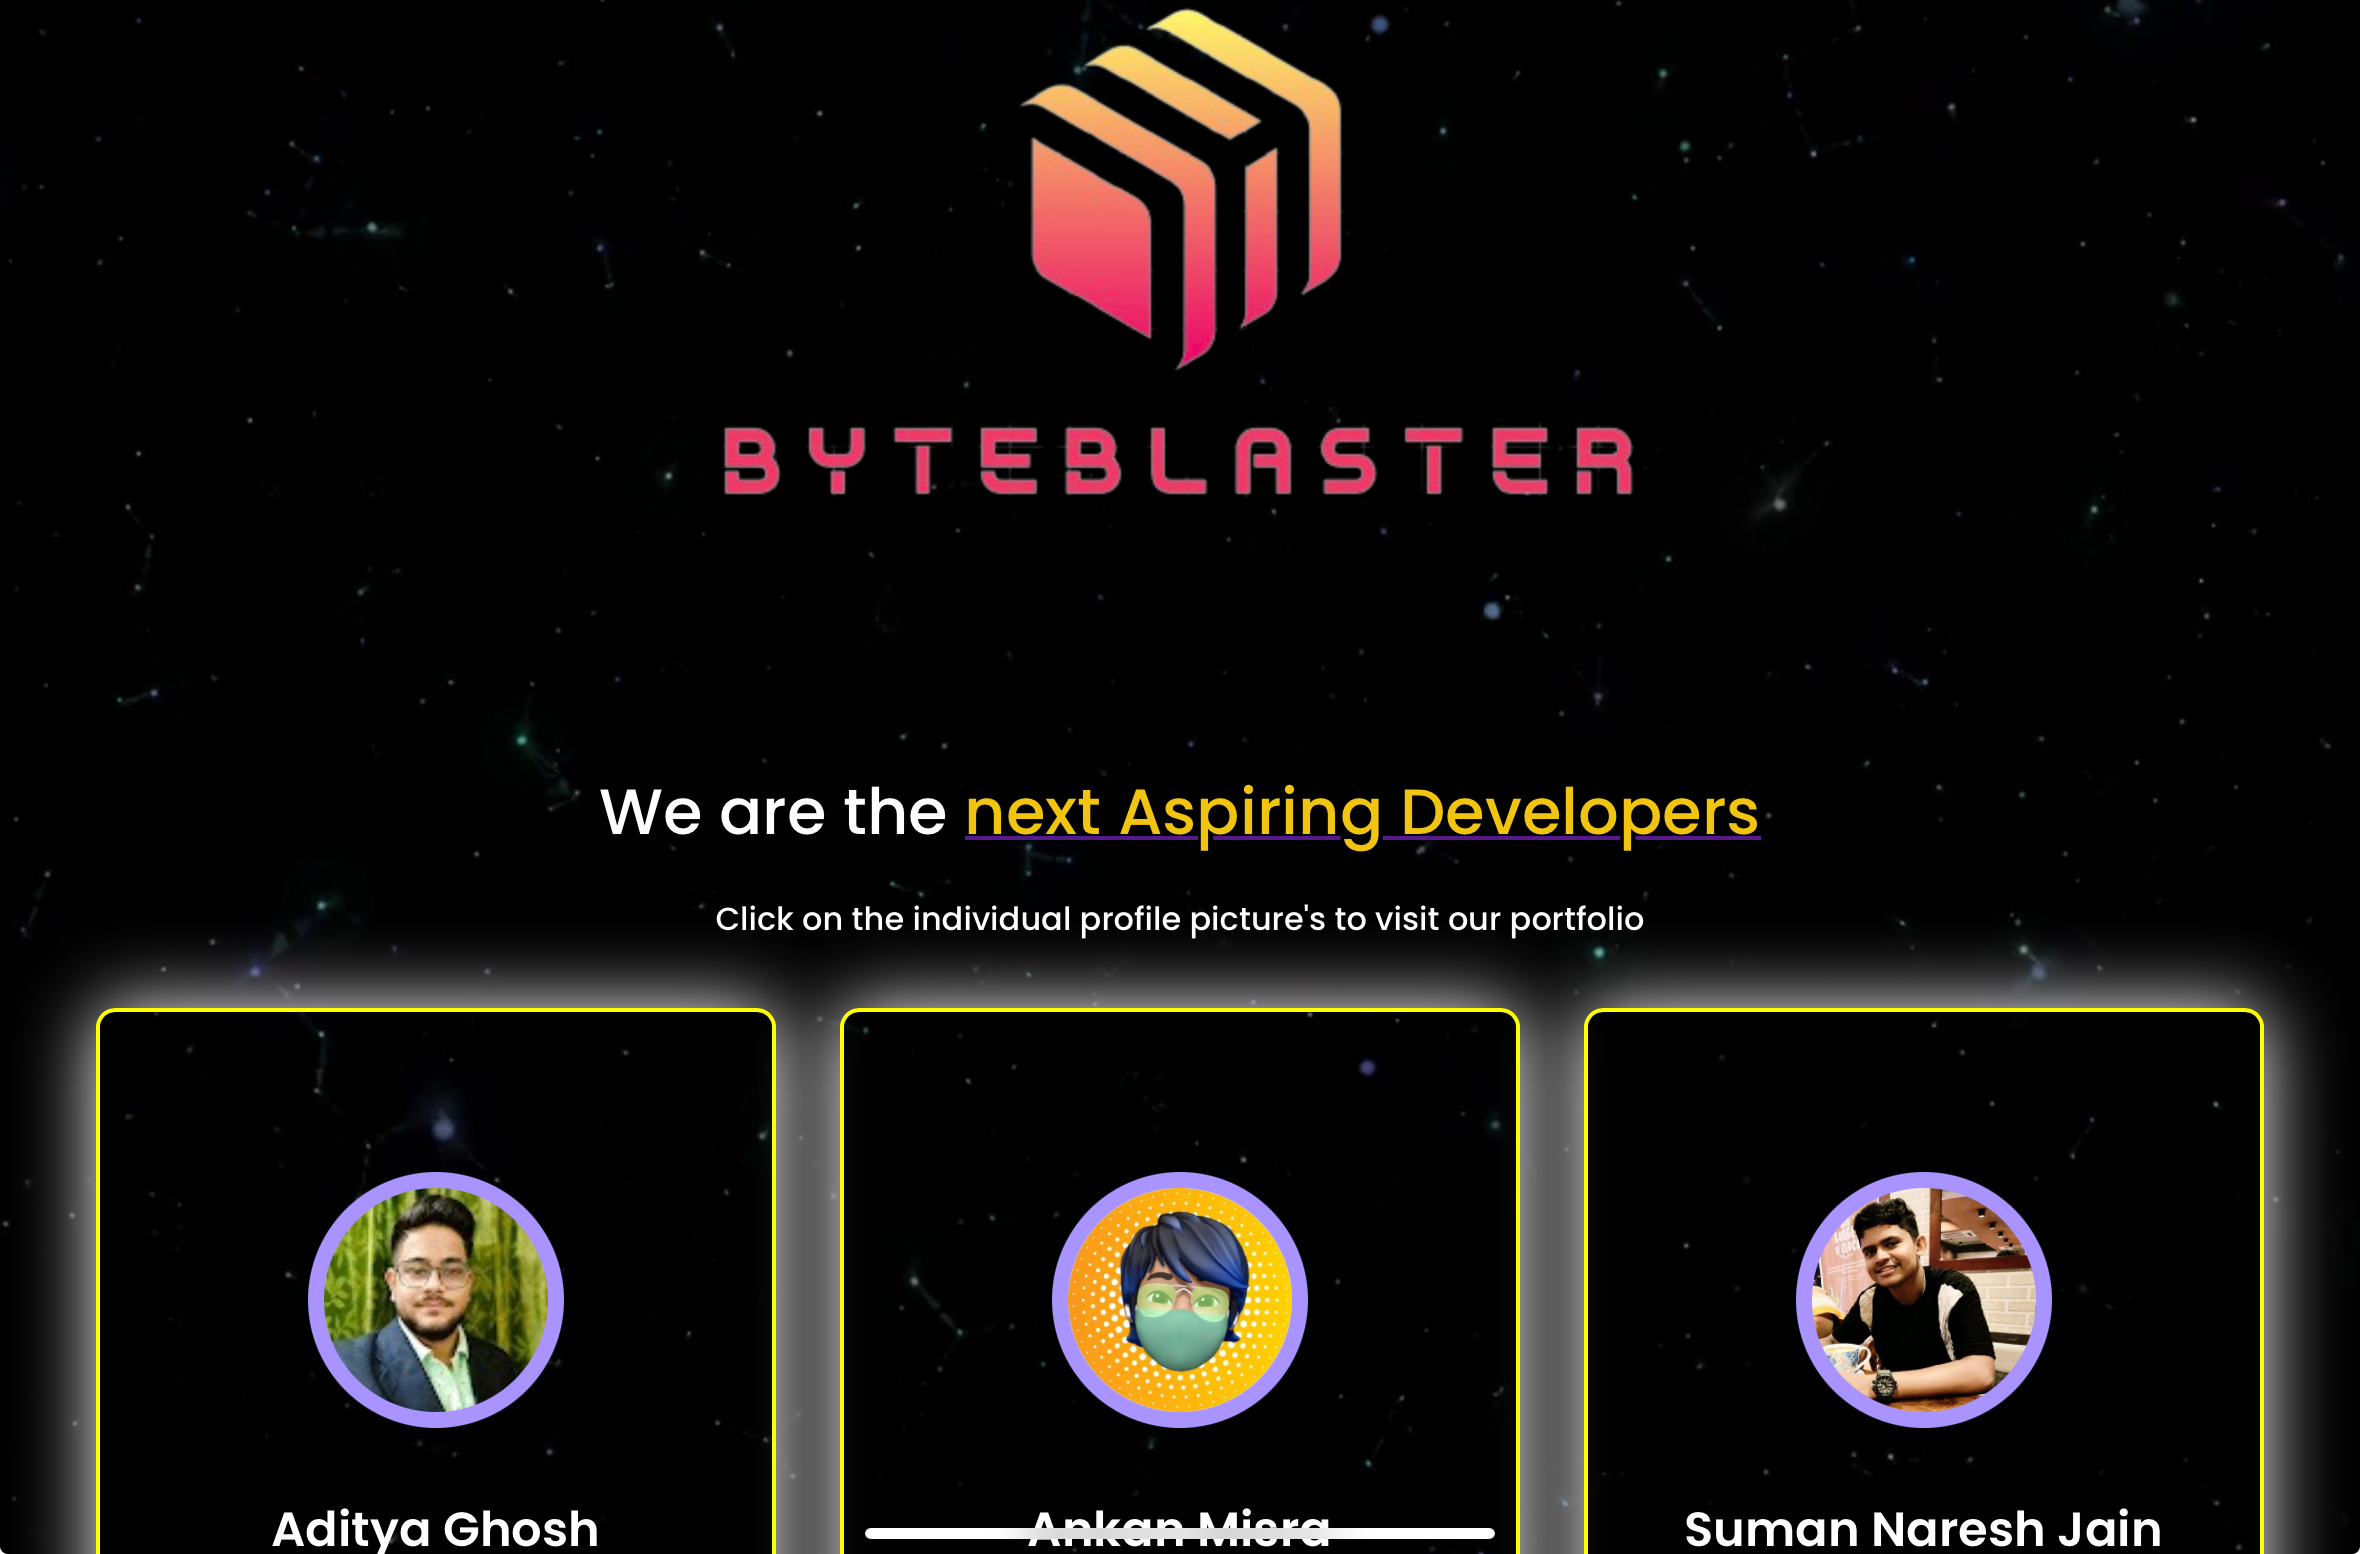 BYTEBLASTER
We are the next Aspiring Developers
Click on the individual profile picture's to visit our portfolio
Aditya Ghosh
Ankan Misra
Suman Naresh Jain